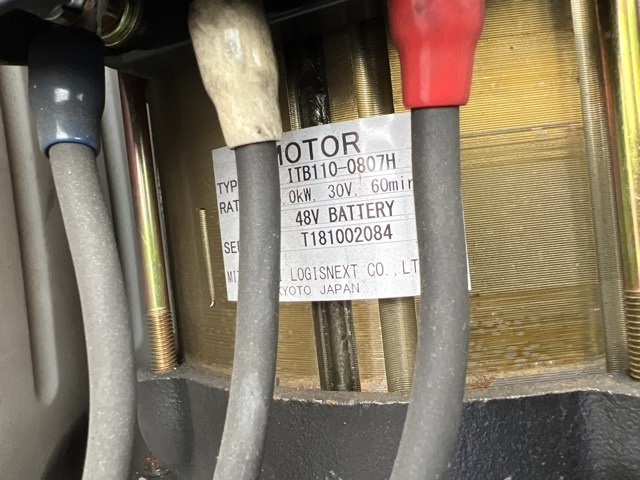 MOTOR
TYP ITB110-0807H
RAT .0kW, 30V, 60min
48V BATTERY
SE T181002084
MIT I LOGISNEXT CO.,LT
KYOTO JAPAN